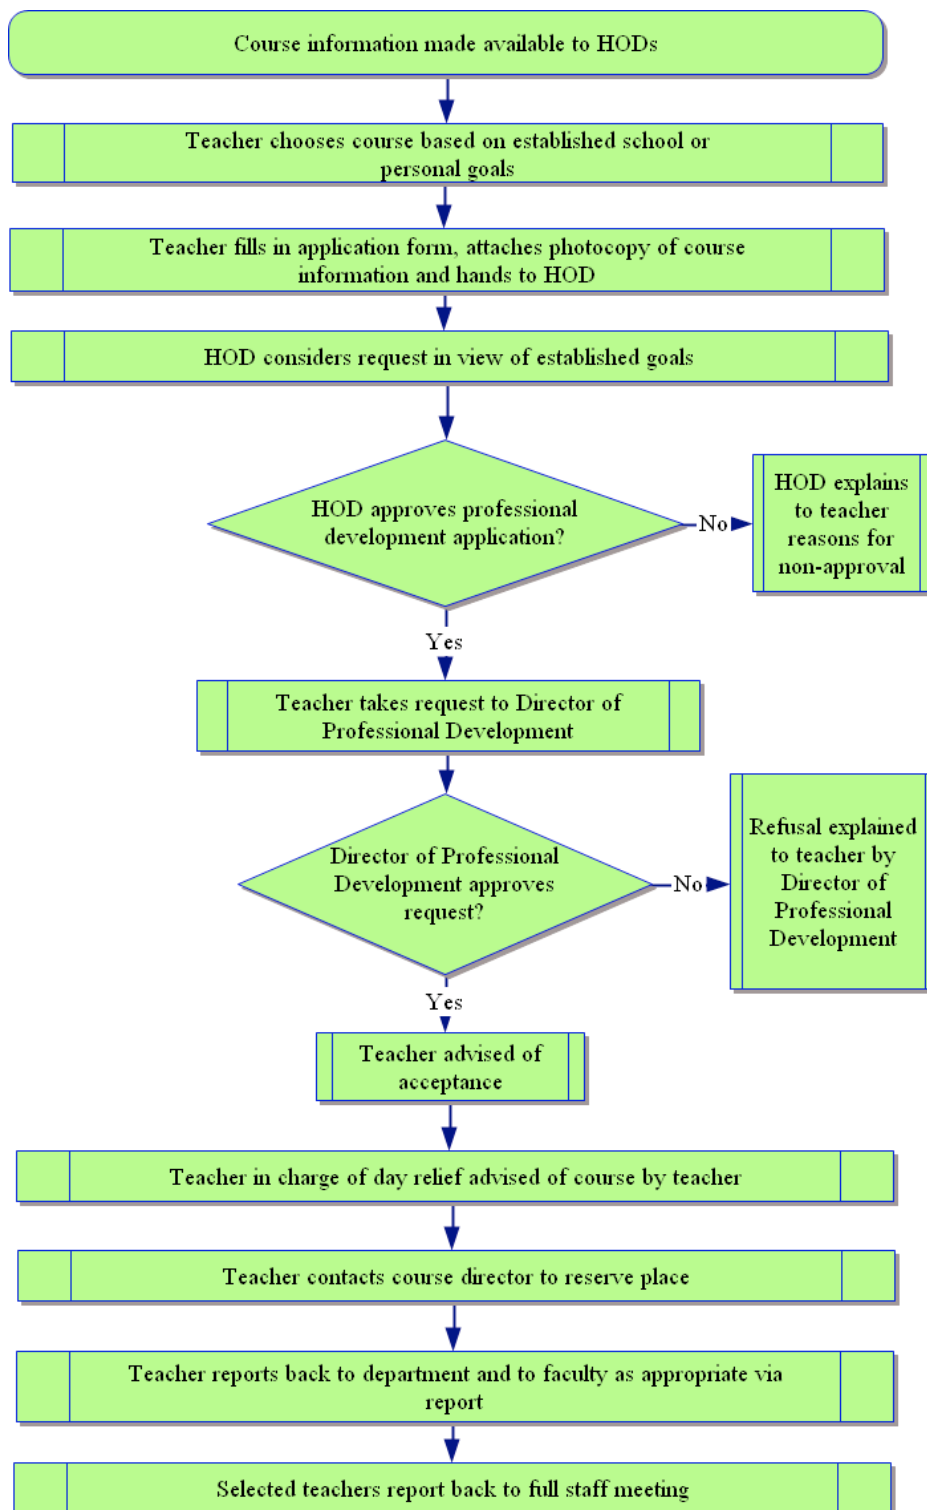 Course information made available to HODs
Teacher chooses course based on established school or
personal goals
Teacher fills in application form, attaches photocopy of course
information and hands to HOD
HOD considers request in view of established goals
HOD approves professional
development application?
No
HOD explains
to teacher
reasons for
non-approval
Yes
Teacher takes request to Director of
Professional Development
Director of Professional
Development approves
request?
No
Refusal explained
to teacher by
Director of
Professional
Development
Yes
Teacher advised of
acceptance
Teacher in charge of day relief advised of course by teacher
Teacher contacts course director to reserve place
Teacher reports back to department and to faculty as appropriate via
report
Selected teachers report back to full staff meeting